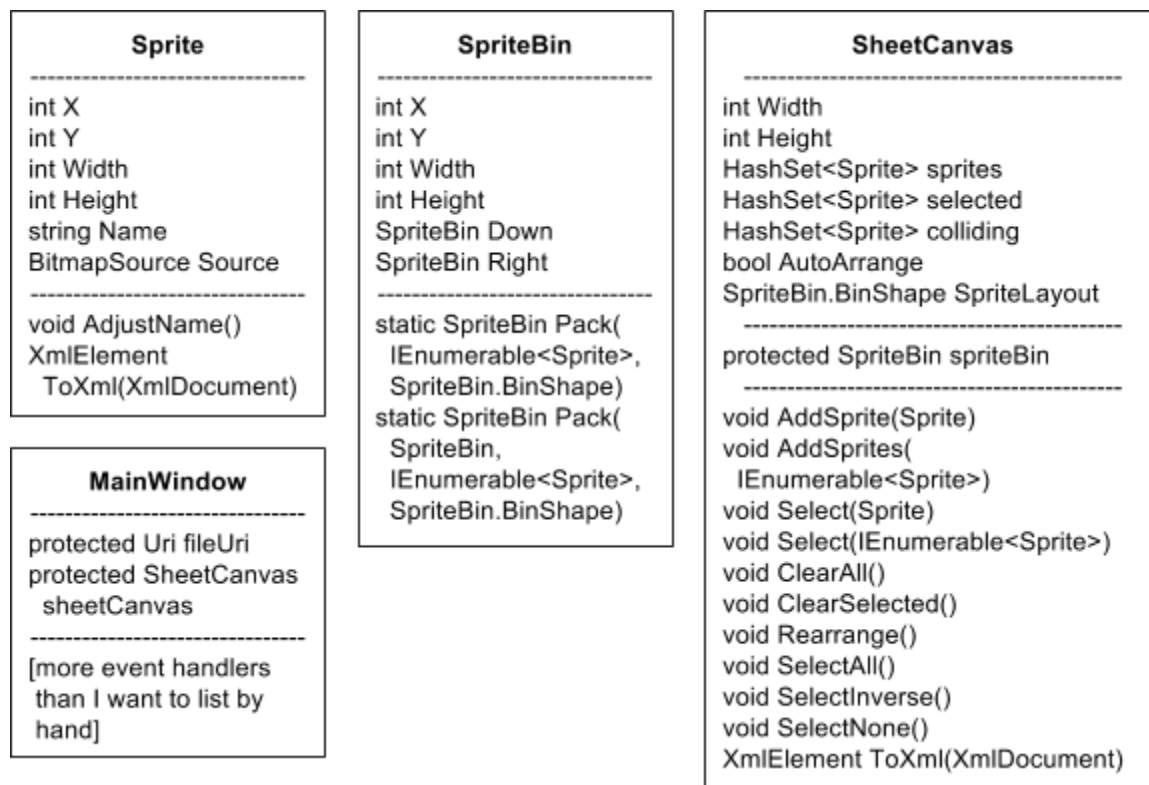 Sprite
--------------------------------
int X
int Y
int Width
int Height
string Name
BitmapSource Source
--------------------------------
void AdjustName()
XmlElement
ToXml(XmlDocument)
MainWindow
--------------------------------
protected Uri fileUri
protected SheetCanvas
sheetCanvas
--------------------------------
[more event handlers
than I want to list by
hand]
SpriteBin
--------------------------------
int X
int Y
int Width
int Height
SpriteBin Down
SpriteBin Right
--------------------------------
static SpriteBin Pack(
IEnumerable<Sprite>,
SpriteBin.BinShape)
static SpriteBin Pack(
SpriteBin,
IEnumerable<Sprite>,
SpriteBin.BinShape)
SheetCanvas
--------------------------------------------
int Width
int Height
HashSet<Sprite> sprites
HashSet<Sprite> selected
HashSet<Sprite> colliding
bool AutoArrange
SpriteBin.BinShape SpriteLayout
--------------------------------------------
protected SpriteBin spriteBin
--------------------------------------------
void AddSprite(Sprite)
void AddSprites(
IEnumerable<Sprite>)
void Select(Sprite)
void Select(IEnumerable<Sprite>)
void ClearAll()
void ClearSelected()
void Rearrange()
void SelectAll()
void SelectInverse()
void SelectNone()
XmlElement ToXml(XmlDocument)